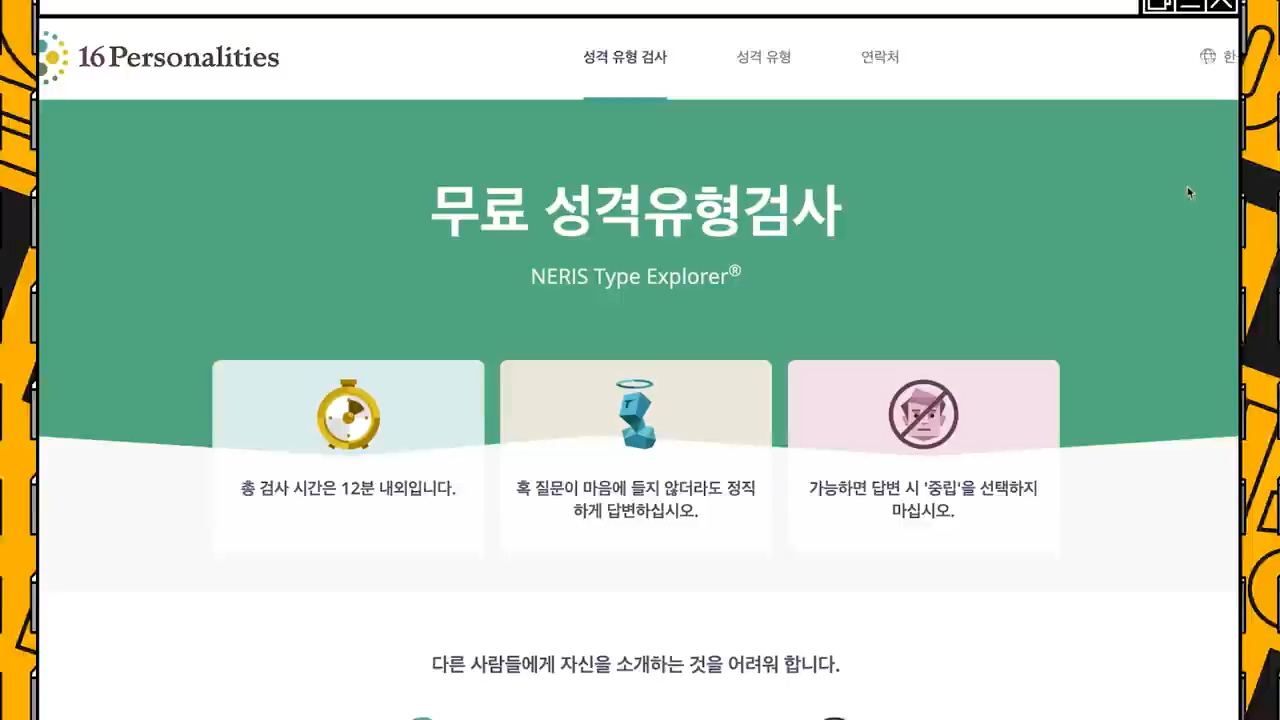 16Personalities
성격 유형 검사
성격 유형
연락처
무료 성격유형검사
NERIS Type Explorer®
총 검사 시간은 12분 내외입니다.
혹 질문이 마음에 들지 않더라도 정직
하게 답변하십시오.
가능하면 답변 시 '중립'을 선택하지
마십시오.
다른 사람들에게 자신을 소개하는 것을 어려워 합니다.